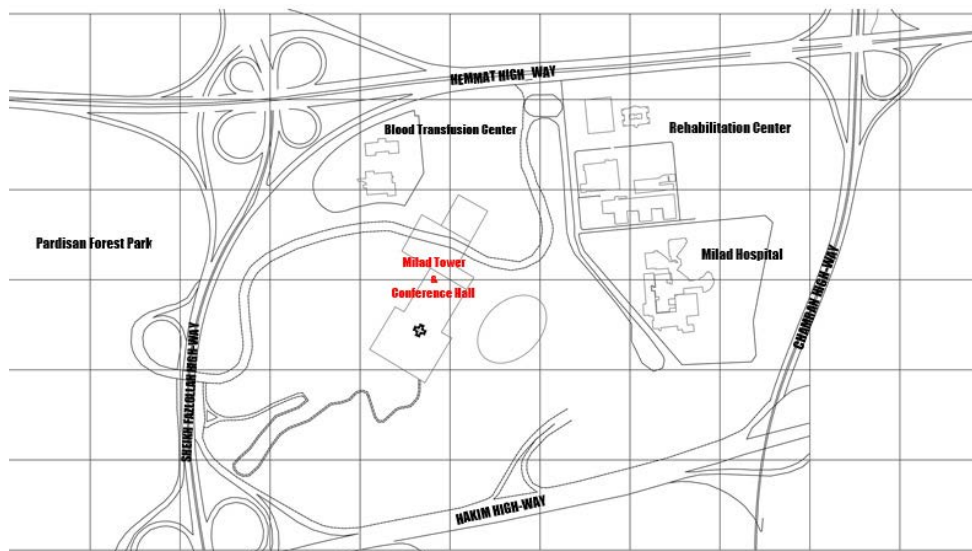 HEMMAT HIGH WAY
Blood Transfusion Center
Rehabilitation Center
Pardisan Forest Park
Milad Hospital
Milad Tower
&
Conference Hall
CHAMRAN HIGH-WAY
SHEIKH FAZLOLLAH HIGH-WAY
HAKIM HIGH-WAY